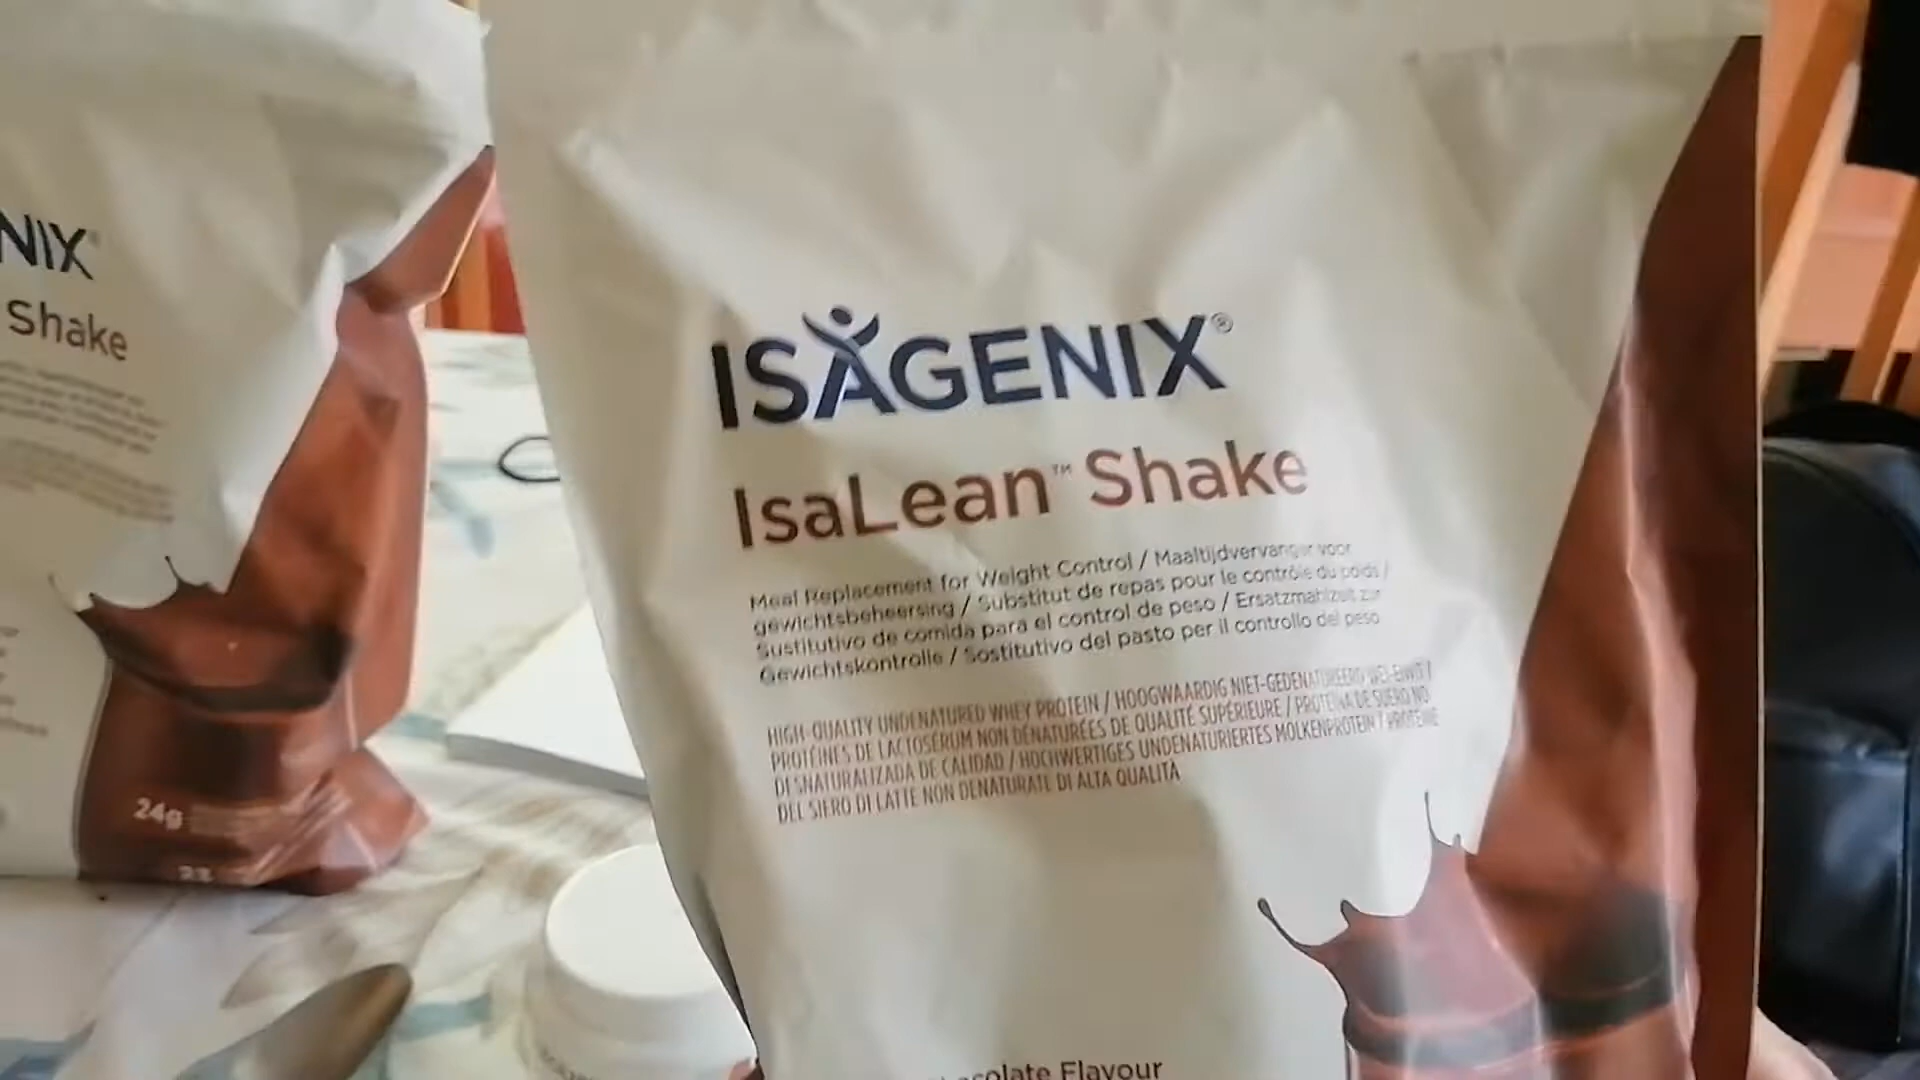 NIX®
Shake
24g
ISAGENIX®
IsaLean™ Shake
Meal Replacement for Weight Control / Maaltijdvervanger voor
gewichtsbeheersing / Substitut de repas pour le contrôle du poids /
Sustitutivo de comida para el control de peso / Ersatzmahlzeit zur
Gewichtskontrolle / Sostitutivo del pasto per il controllo del peso
HIGH-QUALITY UNDENATURED WHEY PROTEIN / HOOGWAARDIG NIET-GEDENATUREERD WEI-EIWIT /
PROTÉINES DE LACTOSÉRUM NON DÉNATURÉES DE QUALITÉ SUPÉRIEURE / PROTEÍNA DE SUERO NO
DESNATURALIZADA DE CALIDAD / HOCHWERTIGES UNDENATURIERTES MOLKENPROTEIN / PROTEINE
DEL SIERO DI LATTE NON DENATURATE DI ALTA QUALITÀ
colate Flavour